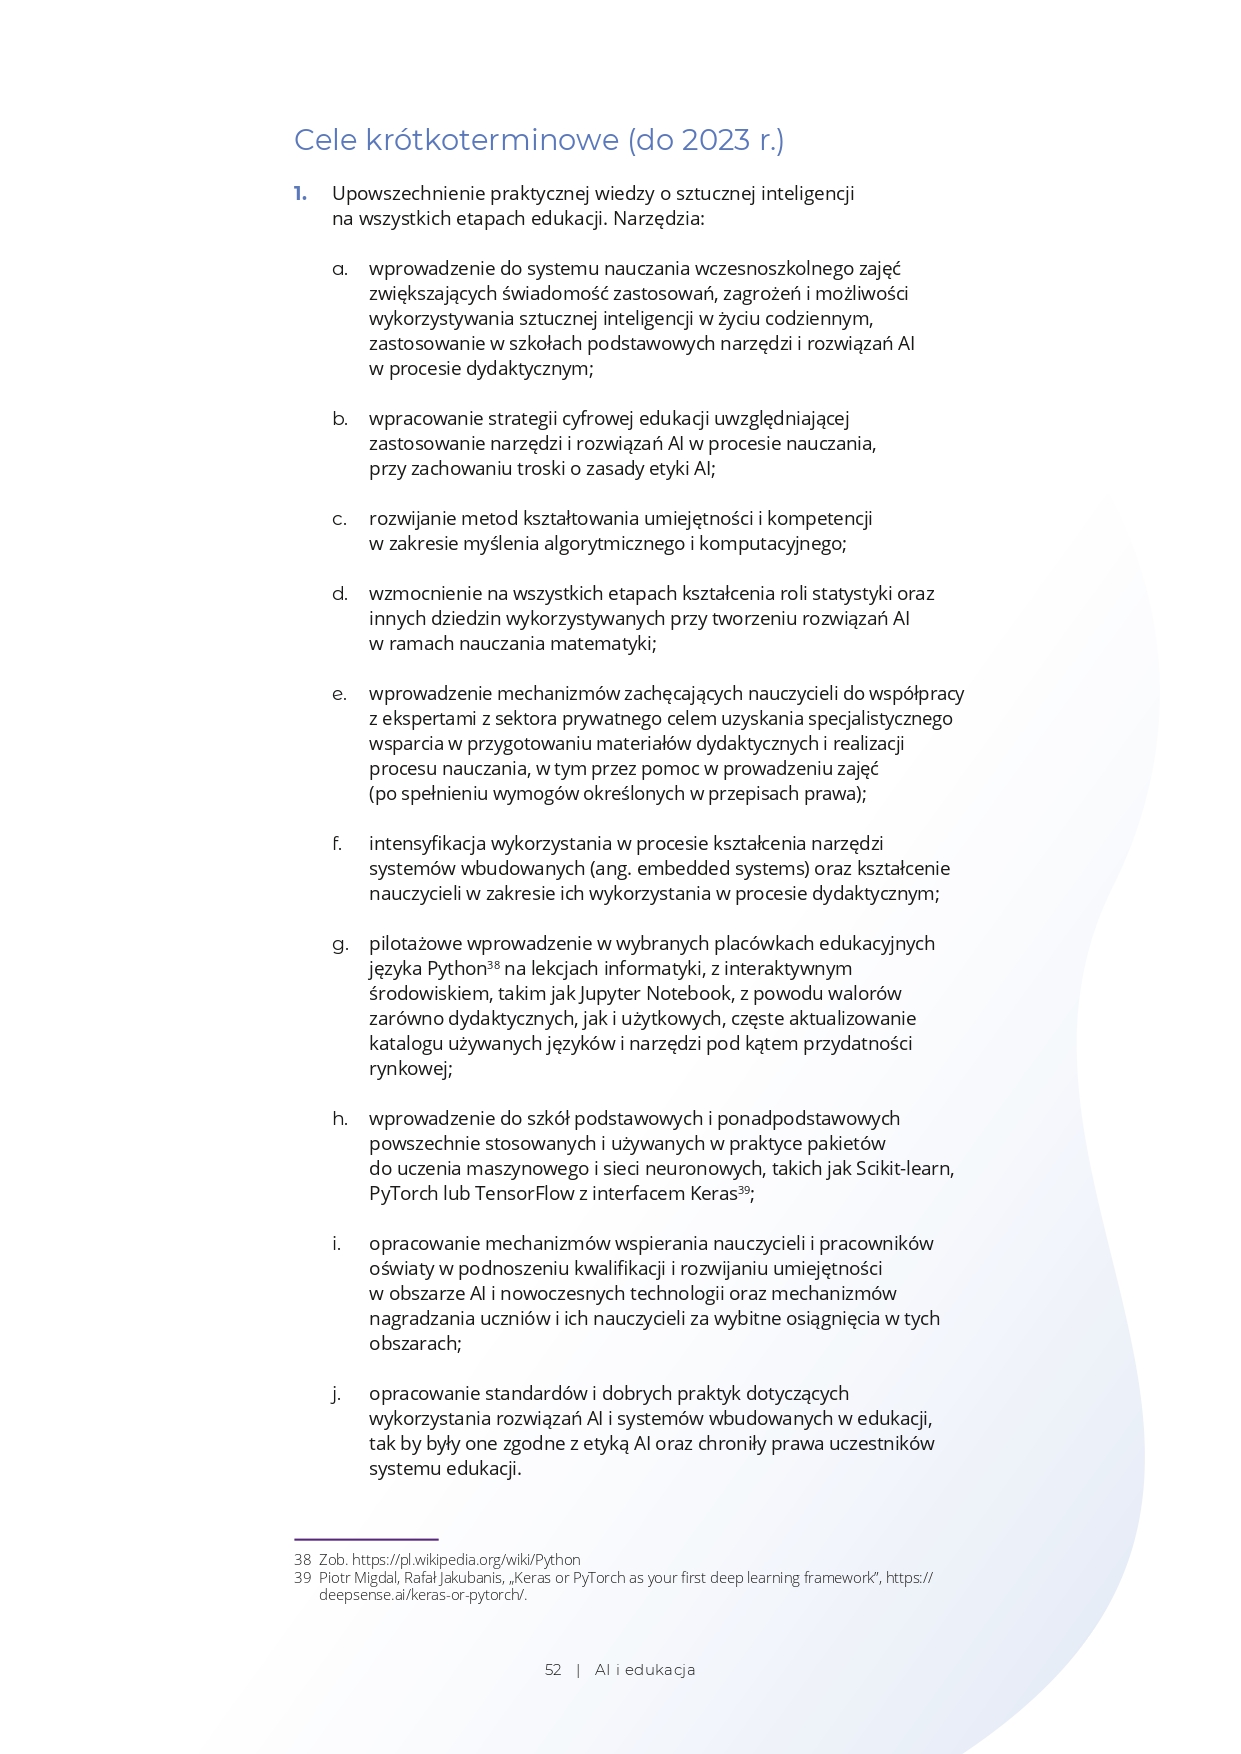 Cele krótkoterminowe (do 2023 r.)
1. Upowszechnienie praktycznej wiedzy o sztucznej inteligencji
na wszystkich etapach edukacji. Narzędzia:
a. wprowadzenie do systemu nauczania wczesnoszkolnego zajęć
zwiększających świadomość zastosowań, zagrożeń i możliwości
wykorzystywania sztucznej inteligencji w życiu codziennym,
zastosowanie w szkołach podstawowych narzędzi i rozwiązań AI
w procesie dydaktycznym;
b. wpracowanie strategii cyfrowej edukacji uwzględniającej
zastosowanie narzędzi i rozwiązań AI w procesie nauczania,
przy zachowaniu troski o zasady etyki AI;
c. rozwijanie metod kształtowania umiejętności i kompetencji
w zakresie myślenia algorytmicznego i komputacyjnego;
d. wzmocnienie na wszystkich etapach kształcenia roli statystyki oraz
innych dziedzin wykorzystywanych przy tworzeniu rozwiązań AI
w ramach nauczania matematyki;
e. wprowadzenie mechanizmów zachęcających nauczycieli do współpracy
z ekspertami z sektora prywatnego celem uzyskania specjalistycznego
wsparcia w przygotowaniu materiałów dydaktycznych i realizacji
procesu nauczania, w tym przez pomoc w prowadzeniu zajęć
(po spełnieniu wymogów określonych w przepisach prawa);
f. intensyfikacja wykorzystania w procesie kształcenia narzędzi
systemów wbudowanych (ang. embedded systems) oraz kształcenie
nauczycieli w zakresie ich wykorzystania w procesie dydaktycznym;
g. pilotażowe wprowadzenie w wybranych placówkach edukacyjnych
języka Python38 na lekcjach informatyki, z interaktywnym
środowiskiem, takim jak Jupyter Notebook, z powodu walorów
zarówno dydaktycznych, jak i użytkowych, częste aktualizowanie
katalogu używanych języków i narzędzi pod kątem przydatności
rynkowej;
h. wprowadzenie do szkół podstawowych i ponadpodstawowych
powszechnie stosowanych i używanych w praktyce pakietów
do uczenia maszynowego i sieci neuronowych, takich jak Scikit-learn,
PyTorch lub TensorFlow z interfacem Keras39;
i. opracowanie mechanizmów wspierania nauczycieli i pracowników
oświaty w podnoszeniu kwalifikacji i rozwijaniu umiejętności
w obszarze AI i nowoczesnych technologii oraz mechanizmów
nagradzania uczniów i ich nauczycieli za wybitne osiągnięcia w tych
obszarach;
j. opracowanie standardów i dobrych praktyk dotyczących
wykorzystania rozwiązań AI i systemów wbudowanych w edukacji,
tak by były one zgodne z etyką AI oraz chroniły prawa uczestników
systemu edukacji.
38 Zob. https://pl.wikipedia.org/wiki/Python
39 Piotr Migdal, Rafał Jakubanis, „Keras or PyTorch as your first deep learning framework”, https://
deepsense.ai/keras-or-pytorch/.
52 | AI i edukacja